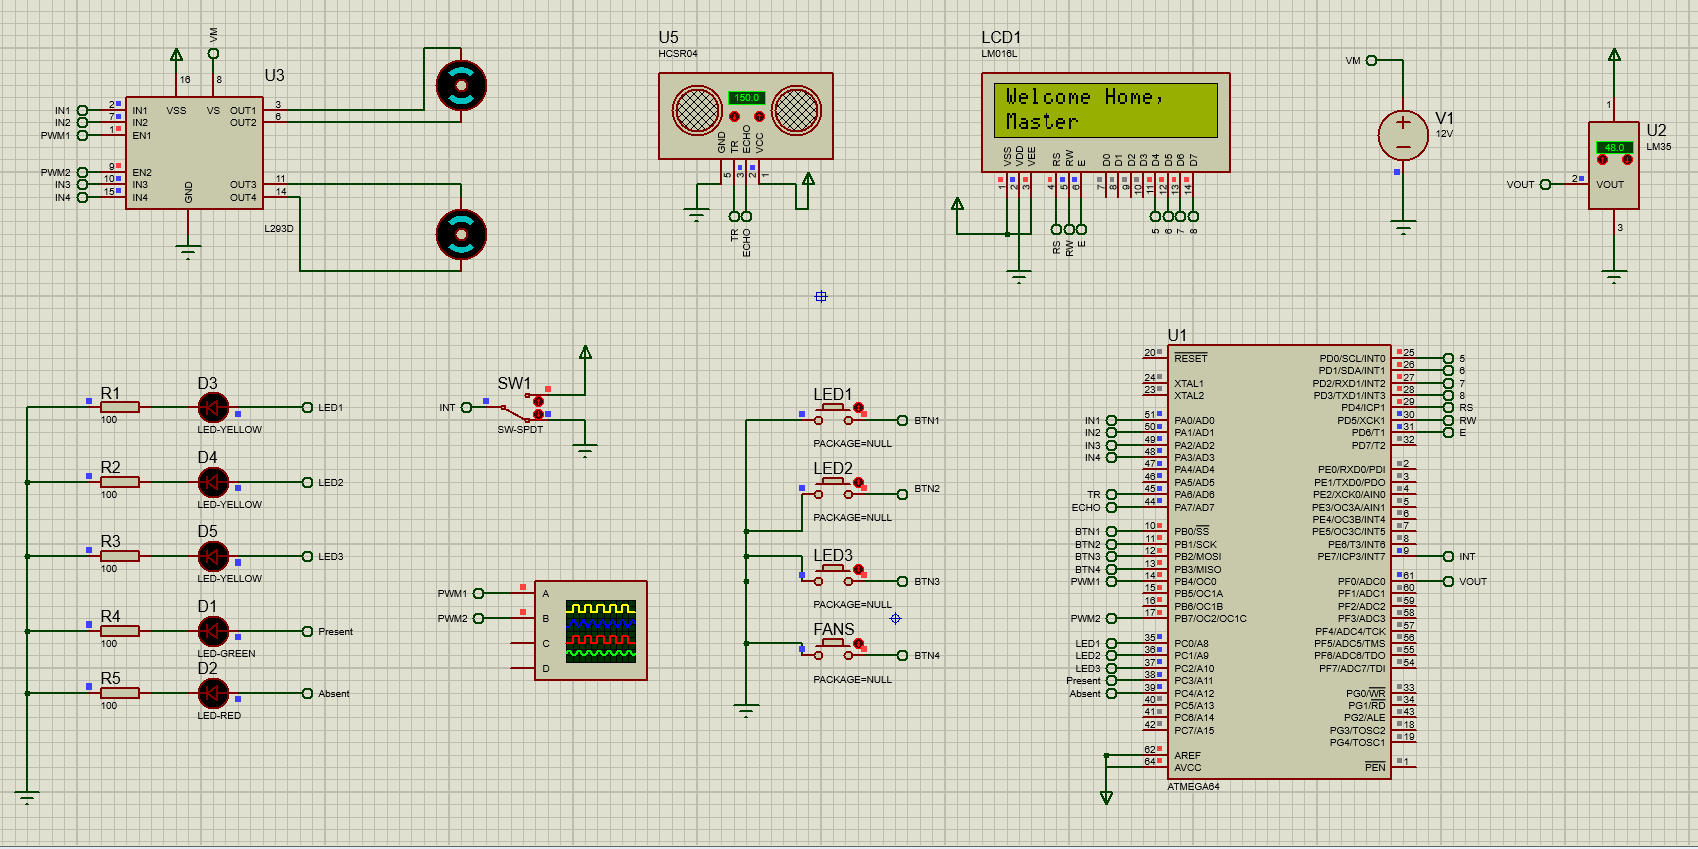 VM
U3
16
8
VSS
VS
IN1 2 IN1
IN2 7 IN2
PWM1 1 EN1
OUT1 3
OUT2 6
PWM2 9 EN2
IN3 10 IN3
IN4 15 IN4
GND
OUT3 11
OUT4 14
L293D
U5
HCSR04
150.0
GND
TR
ECHO
VCC
5
3
2
1
TR
ECHO
LCD1
LM016L
Welcome Home,
Master
VSS
VDD
VEE
RS
RW
E
D0
D1
D2
D3
D4
D5
D6
D7
1
2
3
4
5
6
7
8
9
10
11
12
13
14
RS
RW
E
5
6
7
8
VM
V1
12V
U2
LM35
1
48.0
VOUT 2 VOUT
3
R1
100
D3
LED-YELLOW
LED1
R2
100
D4
LED-YELLOW
LED2
R3
100
D5
LED-YELLOW
LED3
R4
100
D1
LED-GREEN
Present
R5
100
D2
LED-RED
Absent
SW1
INT
SW-SPDT
PWM1 A
PWM2 B
C
D
LED1
BTN1
PACKAGE=NULL
LED2
BTN2
PACKAGE=NULL
LED3
BTN3
PACKAGE=NULL
FANS
BTN4
PACKAGE=NULL
U1
20 RESET
24 XTAL1
23 XTAL2
IN1 51 PA0/AD0
IN2 50 PA1/AD1
IN3 49 PA2/AD2
IN4 48 PA3/AD3
47 PA4/AD4
46 PA5/AD5
TR 45 PA6/AD6
ECHO 44 PA7/AD7
BTN1 10 PB0/SS
BTN2 11 PB1/SCK
BTN3 12 PB2/MOSI
BTN4 13 PB3/MISO
PWM1 14 PB4/OC0
15 PB5/OC1A
16 PB6/OC1B
PWM2 17 PB7/OC2/OC1C
LED1 35 PC0/A8
LED2 36 PC1/A9
LED3 37 PC2/A10
Present 38 PC3/A11
Absent 39 PC4/A12
40 PC5/A13
41 PC6/A14
42 PC7/A15
62 AREF
64 AVCC
PD0/SCL/INT0 25 5
PD1/SDA/INT1 26 6
PD2/RXD1/INT2 27 7
PD3/TXD1/INT3 28 8
PD4/ICP1 29 RS
PD5/XCK1 30 RW
PD6/T1 31 E
PD7/T2 32
PE0/RXD0/PDI 2
PE1/TXD0/PDO 3
PE2/XCK0/AIN0 4
PE3/OC3A/AIN1 5
PE4/OC3B/INT4 6
PE5/OC3C/INT5 7
PE6/T3/INT6 8
PE7/ICP3/INT7 9 INT
PF0/ADC0 61 VOUT
PF1/ADC1 60
PF2/ADC2 59
PF3/ADC3 58
PF4/ADC4/TCK 57
PF5/ADC5/TMS 56
PF6/ADC6/TDO 55
PF7/ADC7/TDI 54
PG0/WR 33
PG1/RD 34
PG2/ALE 43
PG3/TOSC2 18
PG4/TOSC1 19
PEN 1
ATMEGA64